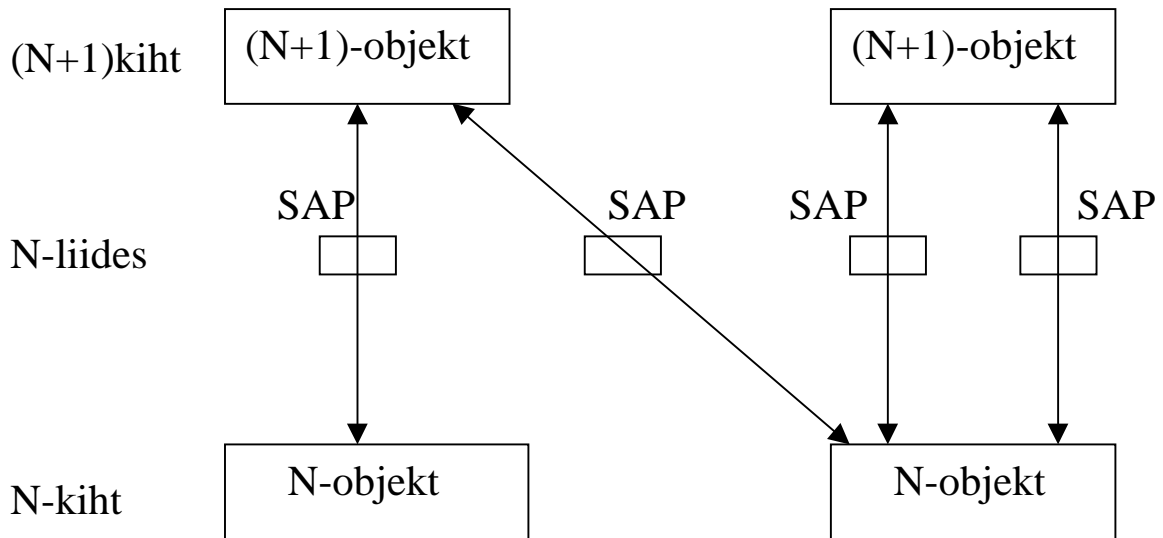 (N+1)kiht (N+1)-objekt (N+1)-objekt
SAP SAP SAP SAP
N-liides
N-objekt N-objekt
N-kiht